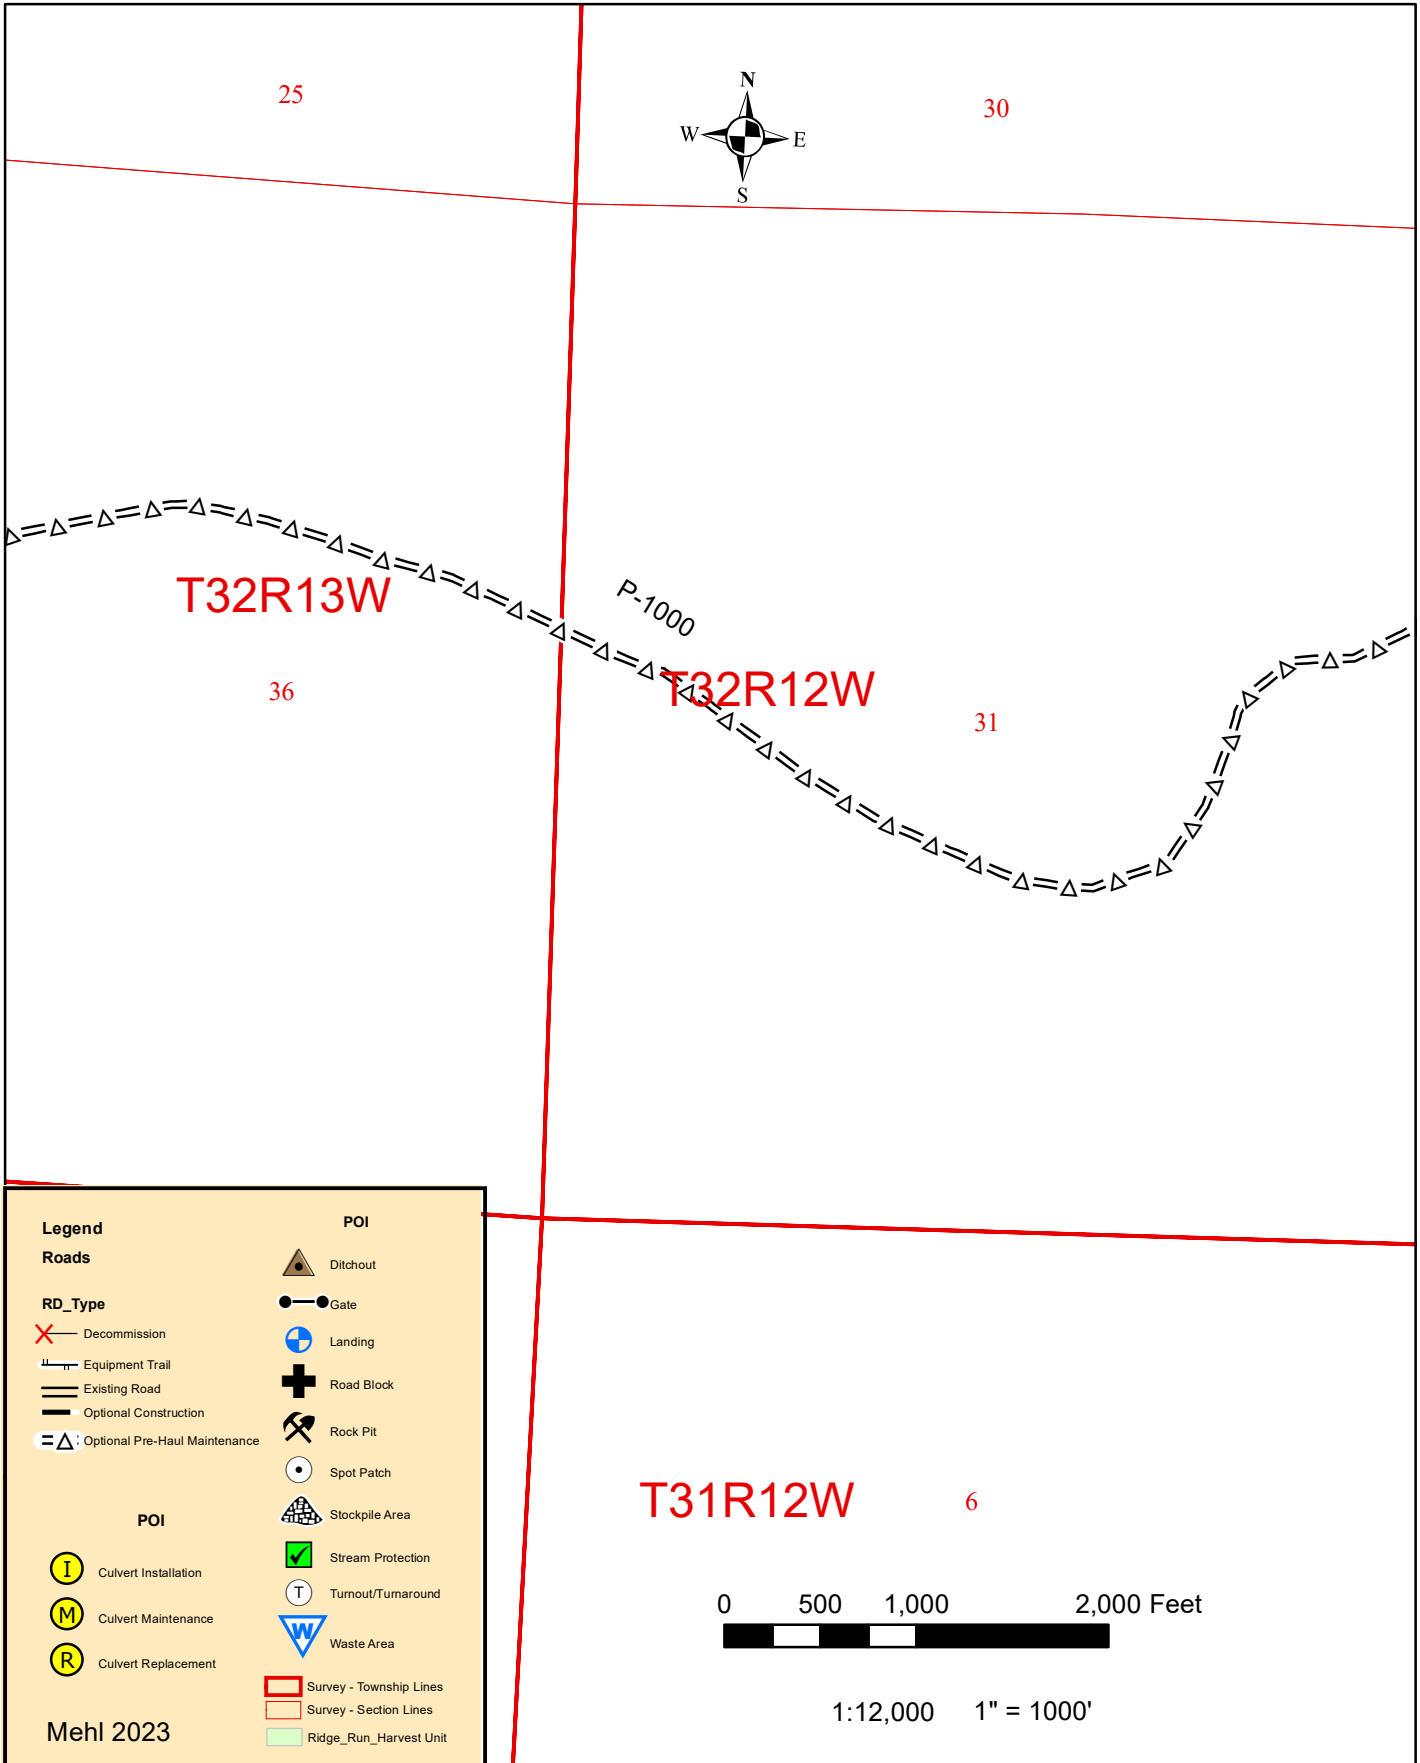 25
30
N
W
E
S
T32R13W
P-1000
36
T32R12W
31
Legend
Roads
RD_Type
Decommission
Equipment Trail
Existing Road
Optional Construction
Optional Pre-Haul Maintenance
POI
I Culvert Installation
M Culvert Maintenance
R Culvert Replacement
Mehl 2023
POI
Ditchout
Gate
Landing
Road Block
Rock Pit
Spot Patch
Stockpile Area
Stream Protection
T Turnout/Turnaround
W Waste Area
Survey - Township Lines
Survey - Section Lines
Ridge_Run_Harvest Unit
T31R12W
6
0 500 1,000 2,000 Feet
1:12,000 1" = 1000'